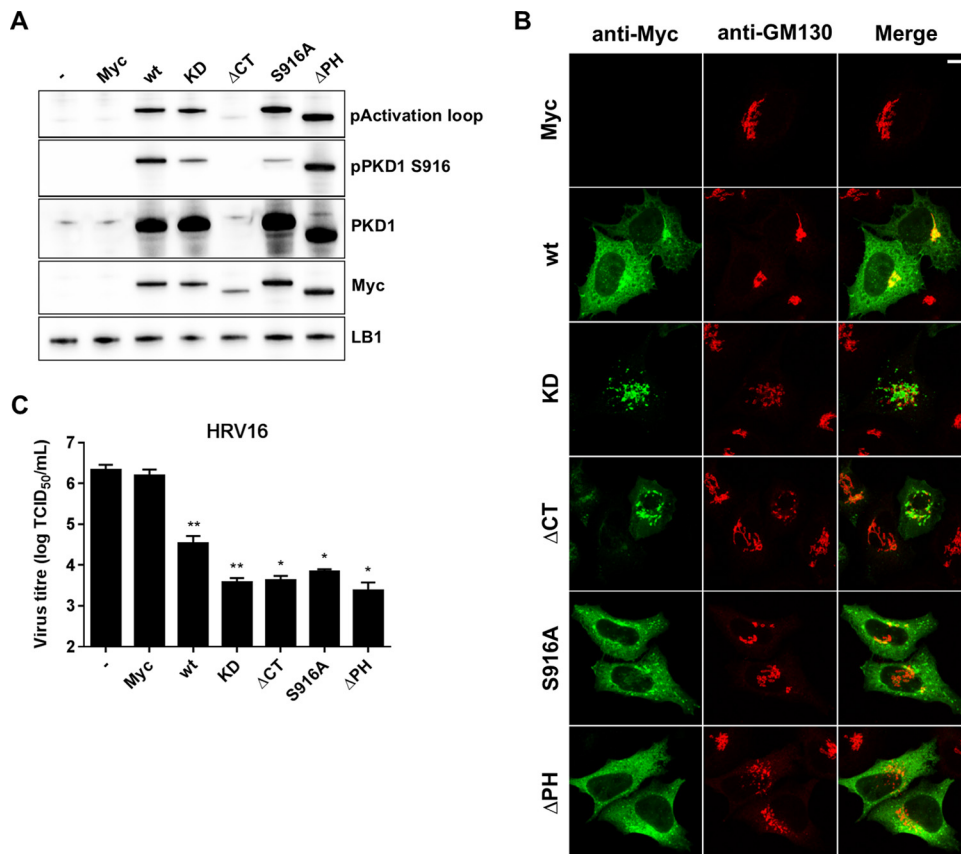 A
- Myc wt KD ΔCT S916A ΔPH
pActivation loop
pPKD1 S916
PKD1
Myc
LB1
B
anti-Myc anti-GM130 Merge
Myc
wt
KD
ΔCT
S916A
ΔPH
C
HRV16
Virus titre (log TCID50/mL)
7
6
5
4
3
2
**
**
*
*
*
- Myc wt KD ΔCT S916A ΔPH